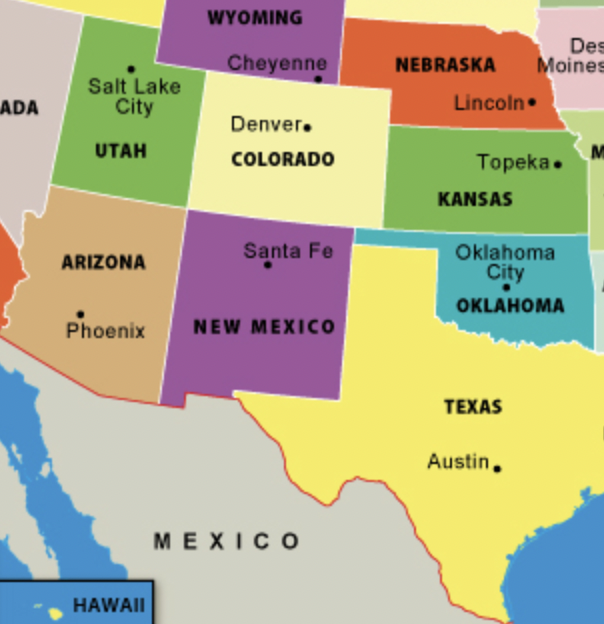 WYOMING
Cheyenne
NEBRASKA
Des
Moines
Salt Lake
City
Lincoln
ADA
Denver
UTAH
COLORADO
Topeka
M
KANSAS
Santa Fe
Oklahoma
City
ARIZONA
OKLAHOMA
Phoenix
NEW MEXICO
TEXAS
Austin
MEXICO
HAWAII